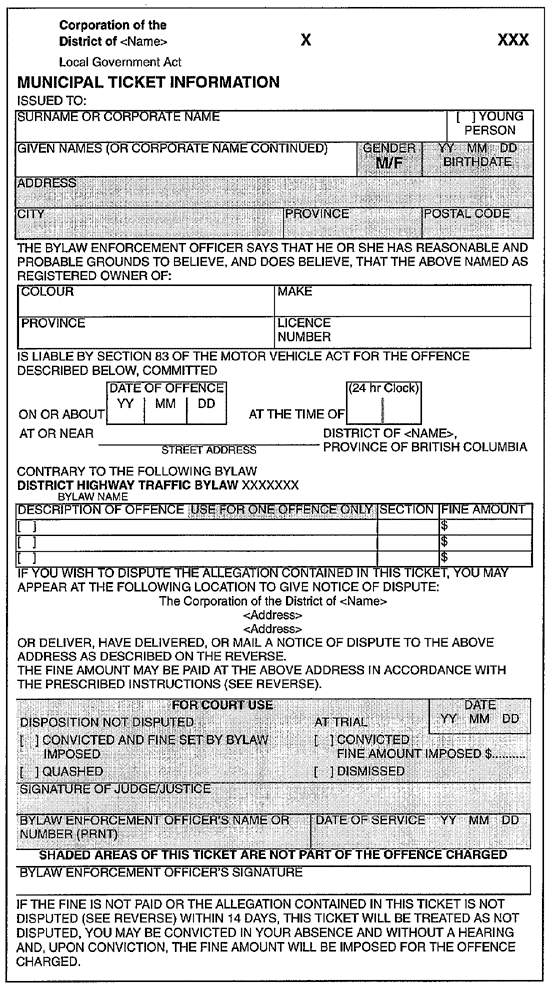 Corporation of the
District of <Name> X XXX
Local Government Act
MUNICIPAL TICKET INFORMATION
ISSUED TO:
SURNAME OR CORPORATE NAME [ ] YOUNG
PERSON
GIVEN NAMES (OR CORPORATE NAME CONTINUED) GENDER YY MM DD
M/F BIRTHDATE
ADDRESS
CITY PROVINCE POSTAL CODE
THE BYLAW ENFORCEMENT OFFICER SAYS THAT HE OR SHE HAS REASONABLE AND
PROBABLE GROUNDS TO BELIEVE, AND DOES BELIEVE, THAT THE ABOVE NAMED AS
REGISTERED OWNER OF:
COLOUR MAKE
PROVINCE LICENCE
NUMBER
IS LIABLE BY SECTION 83 OF THE MOTOR VEHICLE ACT FOR THE OFFENCE
DESCRIBED BELOW, COMMITTED
DATE OF OFFENCE (24 hr Clock)
YY MM DD
ON OR ABOUT AT THE TIME OF
AT OR NEAR DISTRICT OF <NAME>,
STREET ADDRESS PROVINCE OF BRITISH COLUMBIA
CONTRARY TO THE FOLLOWING BYLAW
DISTRICT HIGHWAY TRAFFIC BYLAW XXXXXXX
BYLAW NAME
DESCRIPTION OF OFFENCE USE FOR ONE OFFENCE ONLY SECTION FINE AMOUNT
[ ] $
[ ] $
[ ] $
IF YOU WISH TO DISPUTE THE ALLEGATION CONTAINED IN THIS TICKET, YOU MAY
APPEAR AT THE FOLLOWING LOCATION TO GIVE NOTICE OF DISPUTE:
The Corporation of the District of <Name>
<Address>
<Address>
OR DELIVER, HAVE DELIVERED, OR MAIL A NOTICE OF DISPUTE TO THE ABOVE
ADDRESS AS DESCRIBED ON THE REVERSE.
THE FINE AMOUNT MAY BE PAID AT THE ABOVE ADDRESS IN ACCORDANCE WITH
THE PRESCRIBED INSTRUCTIONS (SEE REVERSE).
FOR COURT USE DATE
DISPOSITION NOT DISPUTED AT TRIAL YY MM DD
[ ] CONVICTED AND FINE SET BY BYLAW [ ] CONVICTED
IMPOSED FINE AMOUNT IMPOSED $..........
[ ] QUASHED [ ] DISMISSED
SIGNATURE OF JUDGE/JUSTICE
BYLAW ENFORCEMENT OFFICER'S NAME OR DATE OF SERVICE YY MM DD
NUMBER (PRNT)
SHADED AREAS OF THIS TICKET ARE NOT PART OF THE OFFENCE CHARGED
BYLAW ENFORCEMENT OFFICER'S SIGNATURE
IF THE FINE IS NOT PAID OR THE ALLEGATION CONTAINED IN THIS TICKET IS NOT
DISPUTED (SEE REVERSE) WITHIN 14 DAYS, THIS TICKET WILL BE TREATED AS NOT
DISPUTED, YOU MAY BE CONVICTED IN YOUR ABSENCE AND WITHOUT A HEARING
AND, UPON CONVICTION, THE FINE AMOUNT WILL BE IMPOSED FOR THE OFFENCE
CHARGED.